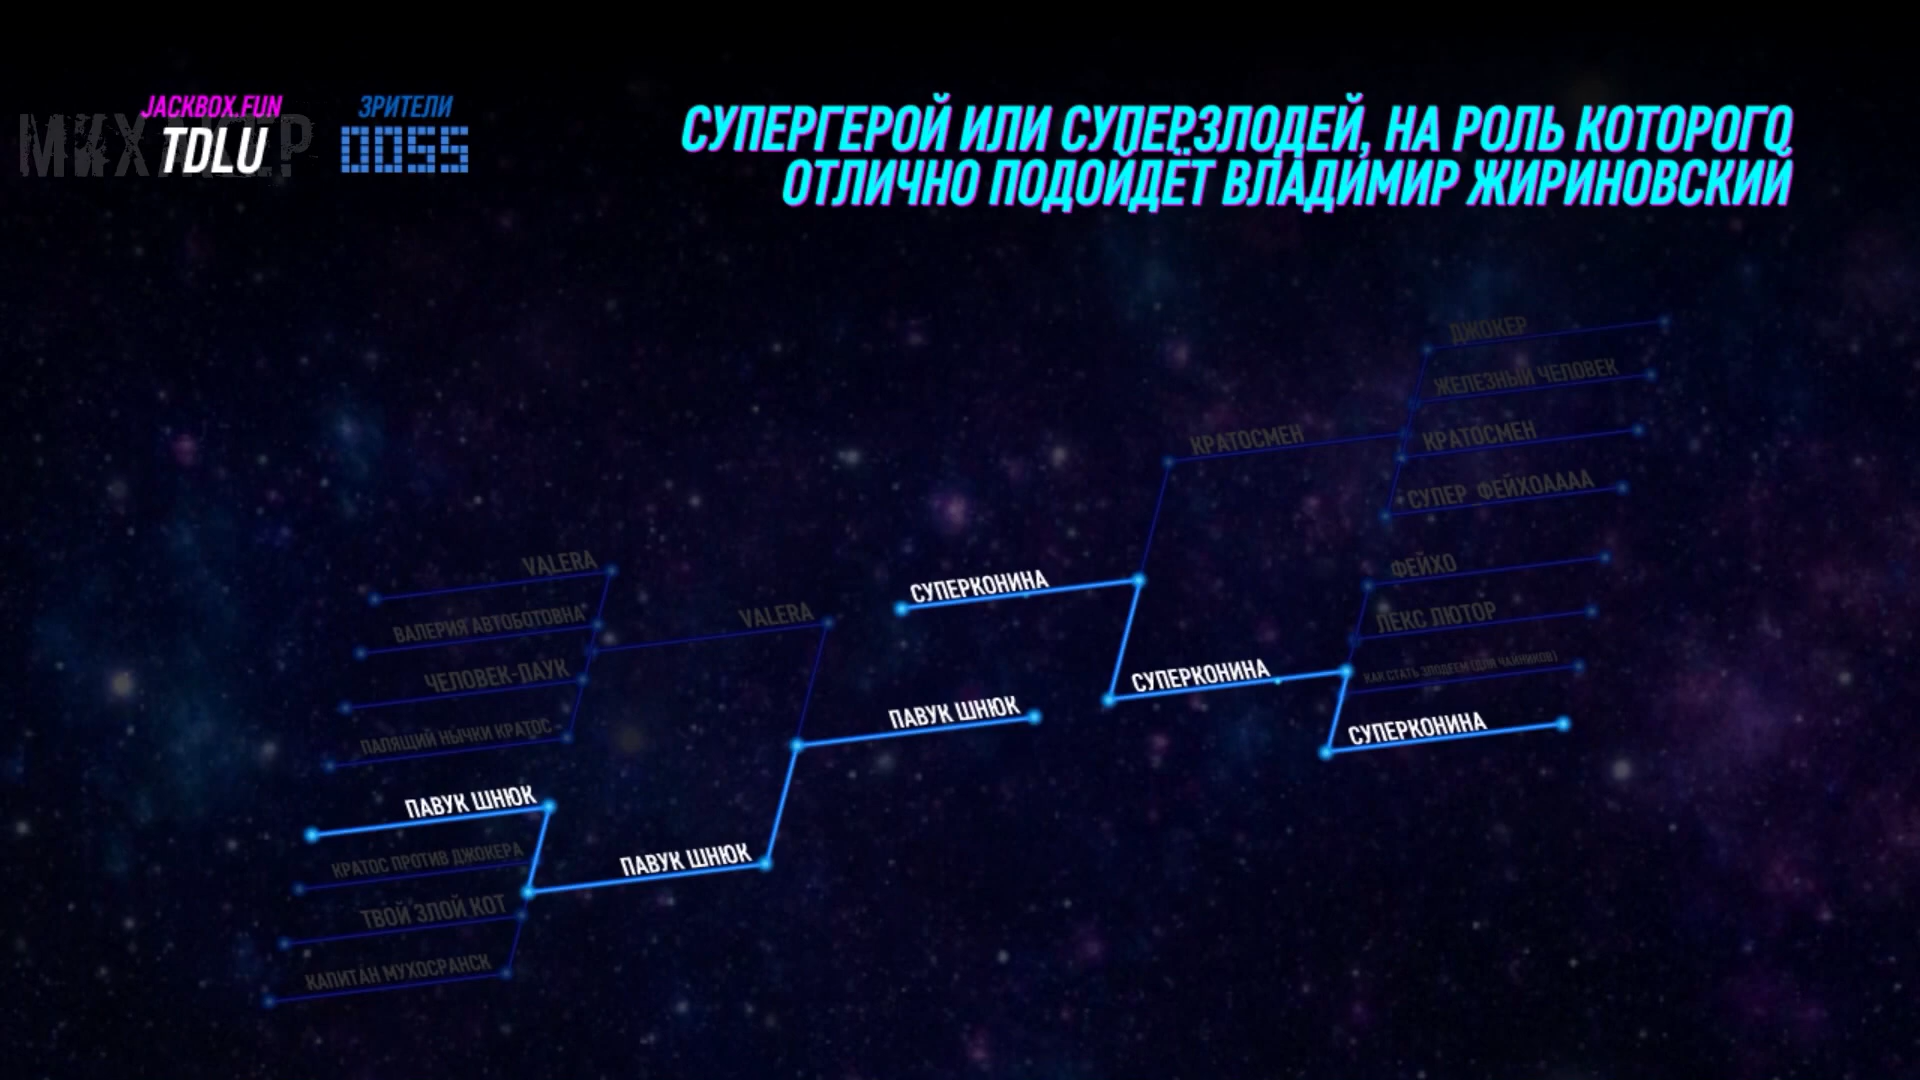 JACKBOX.FUN
TDLU
ЗРИТЕЛИ
0055
СУПЕРГЕРОЙ ИЛИ СУПЕРЗЛОДЕЙ, НА РОЛЬ КОТОРОГО
ОТЛИЧНО ПОДОЙДЁТ ВЛАДИМИР ЖИРИНОВСКИЙ
VALERA
ВАЛЕРИЯ АВТОБОТОВНА
ЧЕЛОВЕК-ПАУК
ПАЛЯЩИЙ НЫЧКИ КРАТОС -
ПАВУК ШНЮК
КРАТОС ПРОТИВ ДЖОКЕРА
ТВОЙ ЗЛОЙ КОТ
КАПИТАН МУХОСРАНСК
VALERA
ПАВУК ШНЮК
ПАВУК ШНЮК
СУПЕРКОНИНА
КРАТОСМЕН
СУПЕРКОНИНА
ДЖОКЕР
ЖЕЛЕЗНЫЙ ЧЕЛОВЕК
КРАТОСМЕН
СУПЕР ФЕЙХОАААА
ФЕЙХО
ЛЕКС ЛЮТОР
КАК СТАТЬ ЗЛОДЕЕМ (ДЛЯ ЧАЙНИКОВ)
СУПЕРКОНИНА